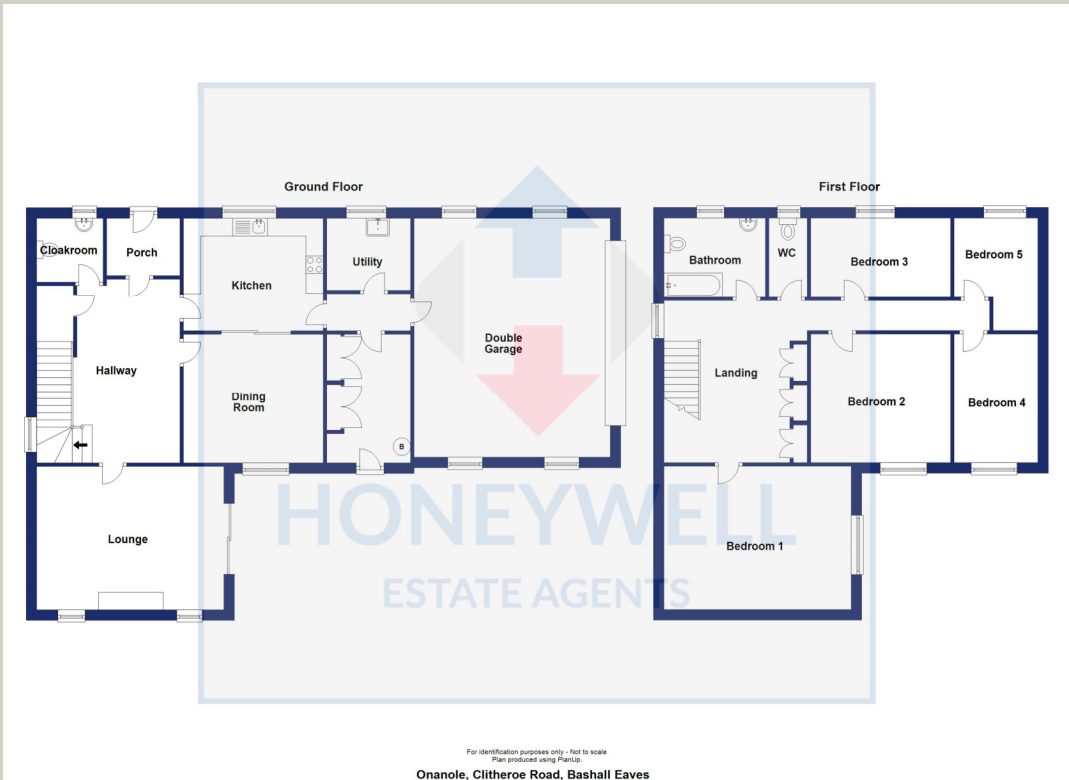 Ground Floor
First Floor
Cloakroom
Porch
Kitchen
Utility
Double
Garage
Hallway
Dining
Room
B
Lounge
Bathroom
WC
Bedroom 3
Bedroom 5
Landing
Bedroom 2
Bedroom 4
Bedroom 1
HONEYWELL
ESTATE AGENTS
For identification purposes only - Not to scale
Plan produced using PlanUp.
Onanole, Clitheroe Road, Bashall Eaves